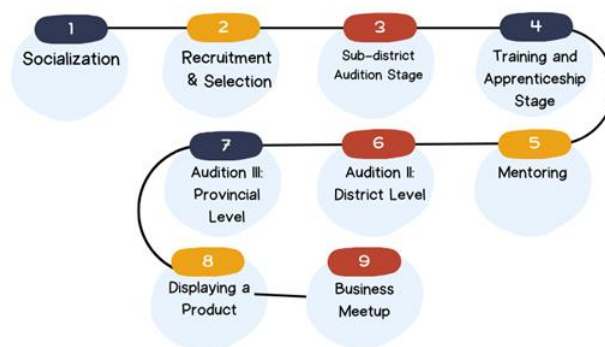 1
Socialization
2
Recruitment
& Selection
3
Sub-district
Audition Stage
4
Training and
Apprenticeship
Stage
5
Mentoring
6
Audition II:
District Level
7
Audition III:
Provincial
Level
8
Displaying a
Product
9
Business
Meetup